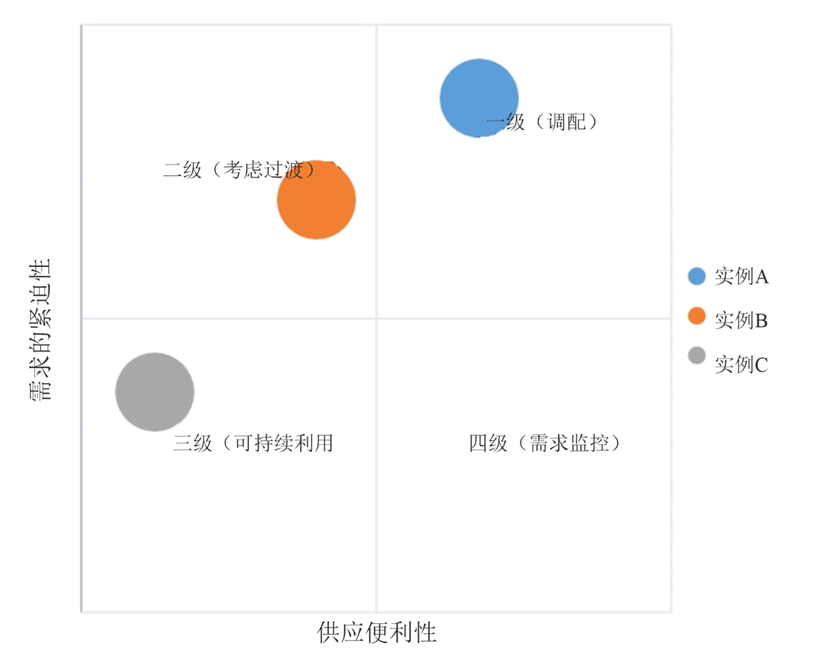 一级（调配）
二级（考虑过渡）
需求的紧迫性
实例A
实例B
实例C
三级（可持续利用
四级（需求监控）
供应便利性